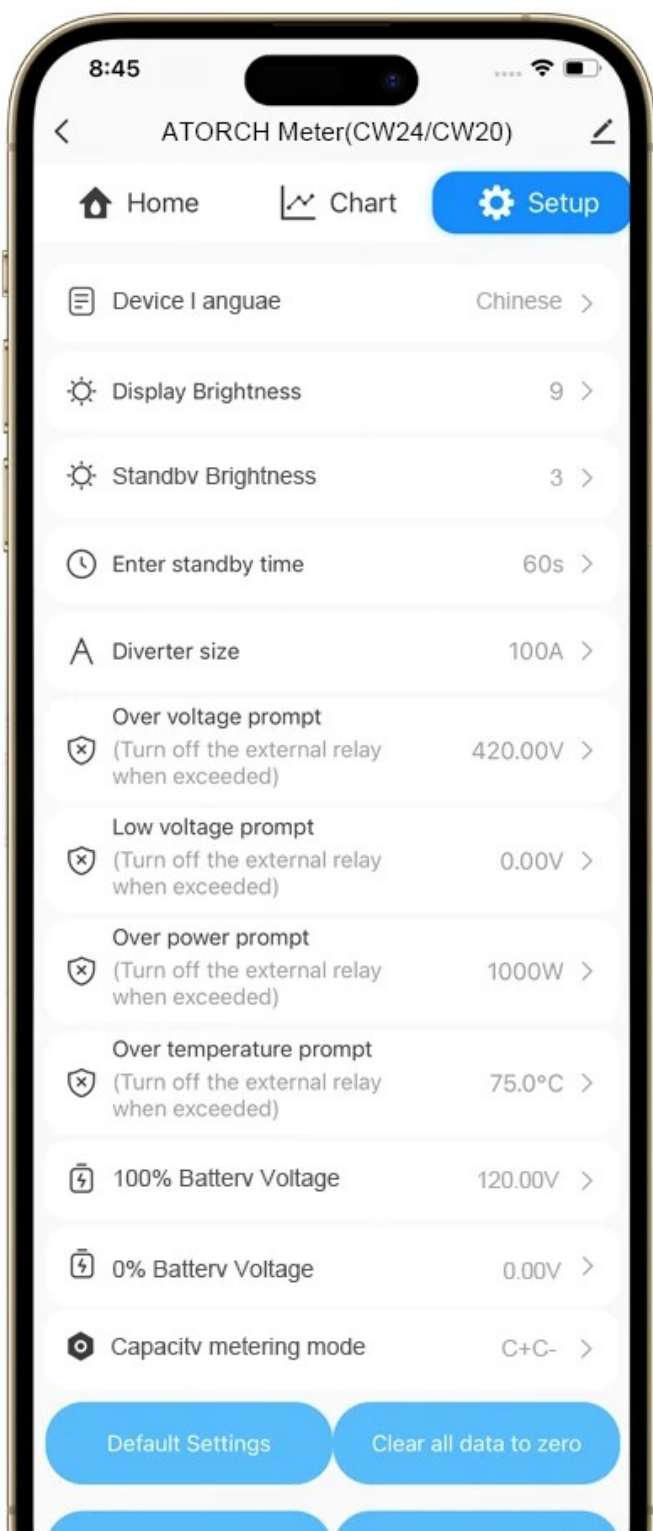 8:45
ATORCH Meter(CW24/CW20)
Home
Chart
Setup
Device I anguae
Chinese
Display Brightness
9
Standbv Brightness
3
Enter standby time
60s
Diverter size
100A
Over voltage prompt
(Turn off the external relay
when exceeded)
420.00V
Low voltage prompt
(Turn off the external relay
when exceeded)
0.00V
Over power prompt
(Turn off the external relay
when exceeded)
1000W
Over temperature prompt
(Turn off the external relay
when exceeded)
75.0°C
100% Batterv Voltage
120.00V
0% Batterv Voltage
0.00V
Capacitv metering mode
C+C-
Default Settings
Clear all data to zero